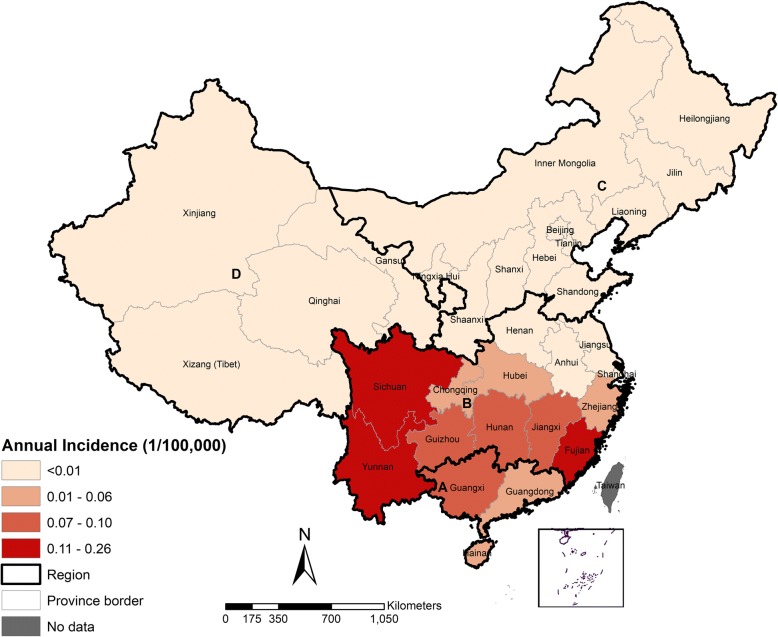 Heilongjiang
Inner Mongolia
Jilin
C
Xinjiang
Liaoning
Beijing
Tianjin
Gansu
Hebei
D
Ningxia Hui
Shanxi
Qinghai
Shandong
Shaanxi
Henan
Jiangsu
Xizang (Tibet)
Anhui
Shanghai
Hubei
Sichuan
Chongqing
B
Zhejiang
Hunan
Jiangxi
Guizhou
Fujian
Annual Incidence (1/100,000)
<0.01
0.01 - 0.06
0.07 - 0.10
0.11 - 0.26
Region
Province border
No data
Yunnan
A
Guangxi
Guangdong
Taiwan
Hainan
N
Kilometers
0 175 350 700 1,050